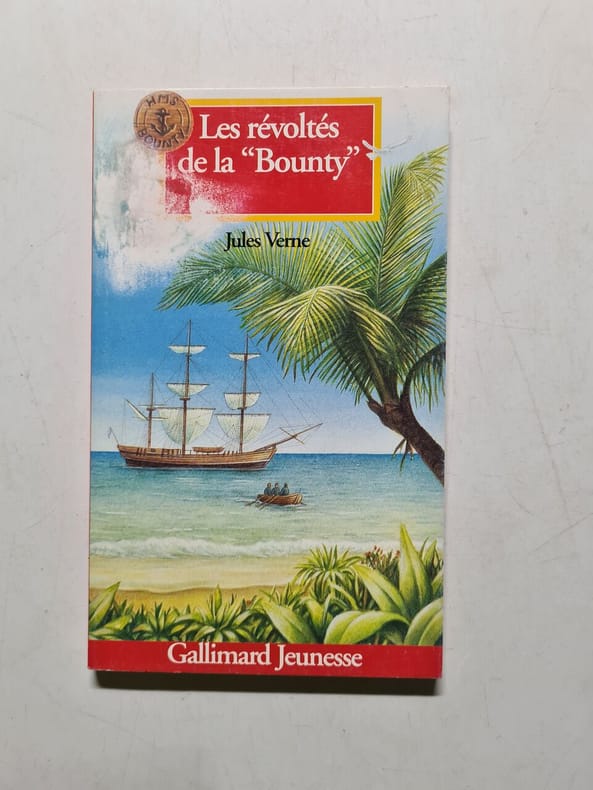 HMS
BOUNTY
Les révoltés
de la “Bounty”
Jules Verne
Gallimard Jeunesse